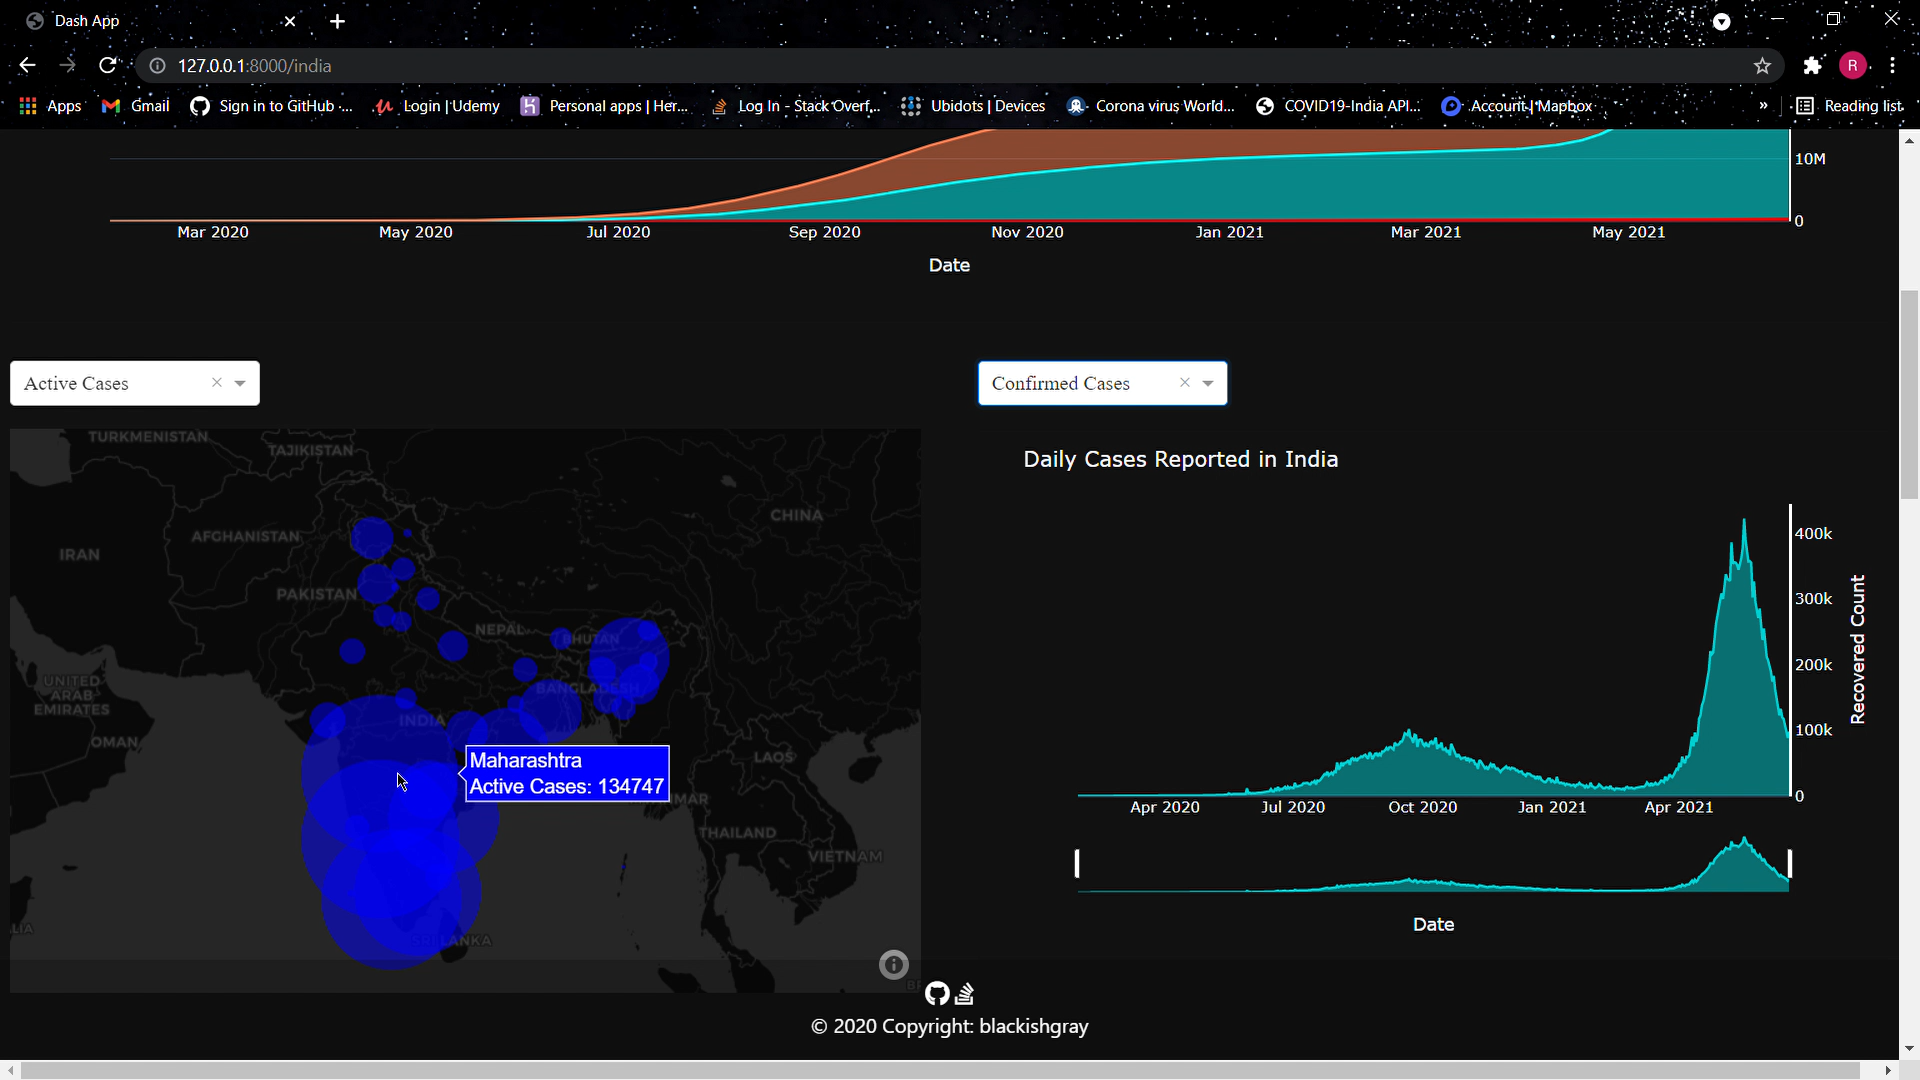 Dash App
127.0.0.1:8000/india
Apps
Gmail
Sign in to GitHub ·...
Login | Udemy
Personal apps | Her...
Log In - Stack Overf...
Ubidots | Devices
Corona virus World...
COVID19-India API...
Account | Mapbox
»
Reading list
R
10M
0
Mar 2020
May 2020
Jul 2020
Sep 2020
Nov 2020
Jan 2021
Mar 2021
May 2021
Date
Active Cases
Confirmed Cases
TURKMENISTAN
TAJIKISTAN
CHINA
AFGHANISTAN
IRAN
PAKISTAN
NEPAL
BHUTAN
UNITED
ARAB
EMIRATES
BANGLADESH
INDIA
OMAN
LAOS
Maharashtra
Active Cases: 134747
MAR
THAILAND
VIETNAM
SRI LANKA
Daily Cases Reported in India
400k
300k
200k
100k
0
Recovered Count
Apr 2020
Jul 2020
Oct 2020
Jan 2021
Apr 2021
Date
© 2020 Copyright: blackishgray